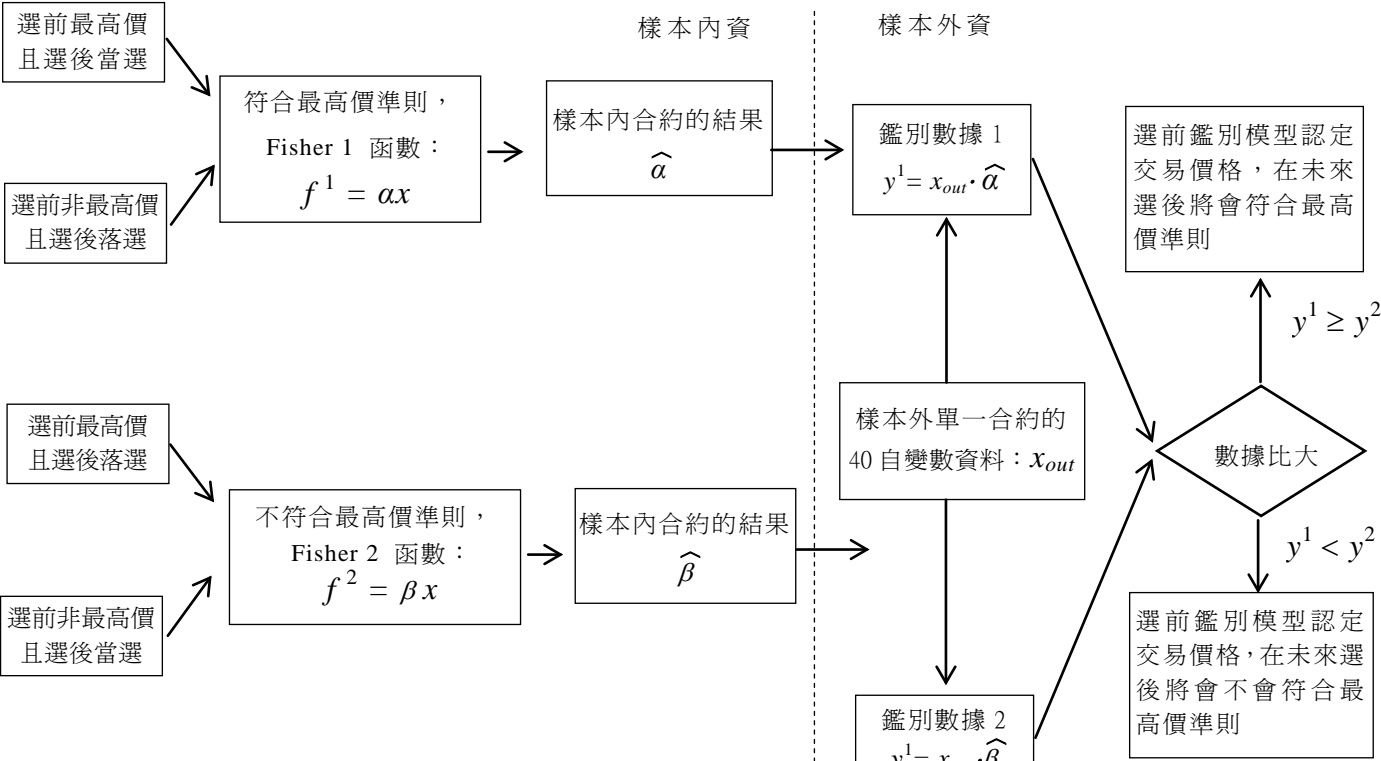 樣本內資
樣本外資
選前最高價
且選後當選
選前非最高價
且選後落選
符合最高價準則，
Fisher 1 函數：
f¹ = αx
樣本內合約的結果
α̂
鑑別數據 1
y¹= x_out · α̂
選前鑑別模型認定
交易價格，在未來
選後將會符合最高
價準則
y¹ ≥ y²
樣本外單一合約的
40 自變數資料：x_out
數據比大
y¹ < y²
選前最高價
且選後落選
選前非最高價
且選後當選
不符合最高價準則，
Fisher 2 函數：
f² = βx
樣本內合約的結果
β̂
鑑別數據 2
y¹= x · β̂
選前鑑別模型認定
交易價格，在未來選
後將會不會符合最
高價準則